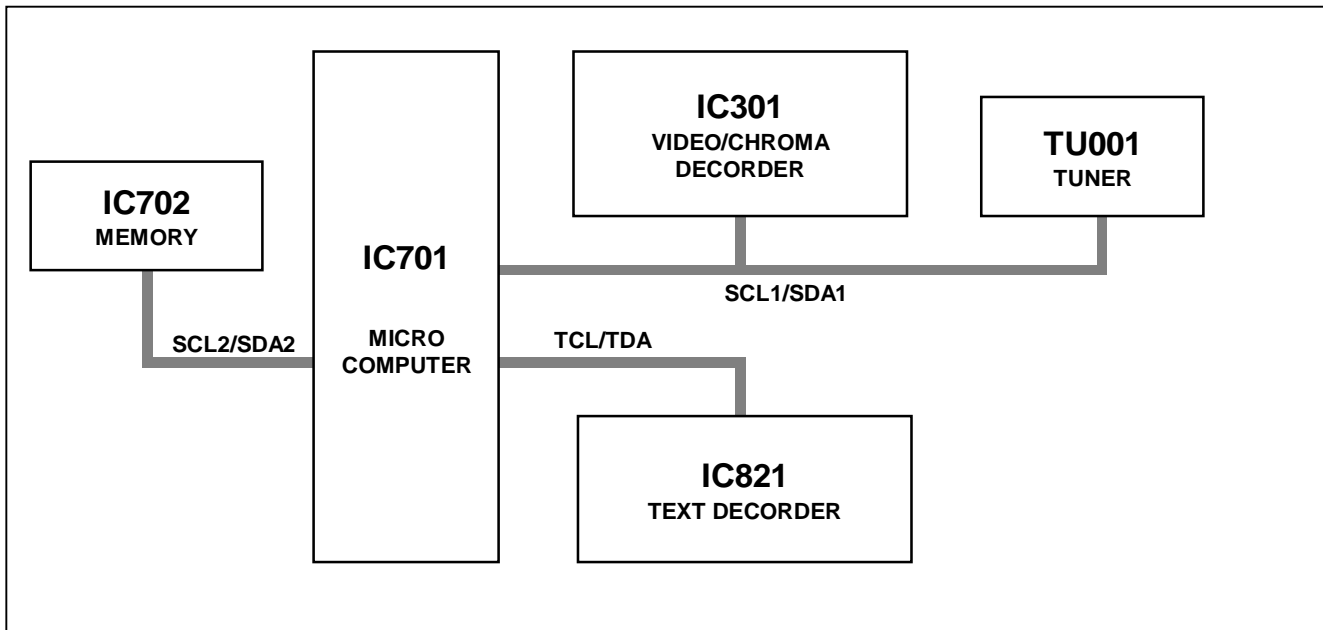 IC301
VIDEO/CHROMA
DECORDER
TU001
TUNER
IC702
MEMORY
IC701
MICRO
COMPUTER
SCL1/SDA1
SCL2/SDA2
TCL/TDA
IC821
TEXT DECORDER